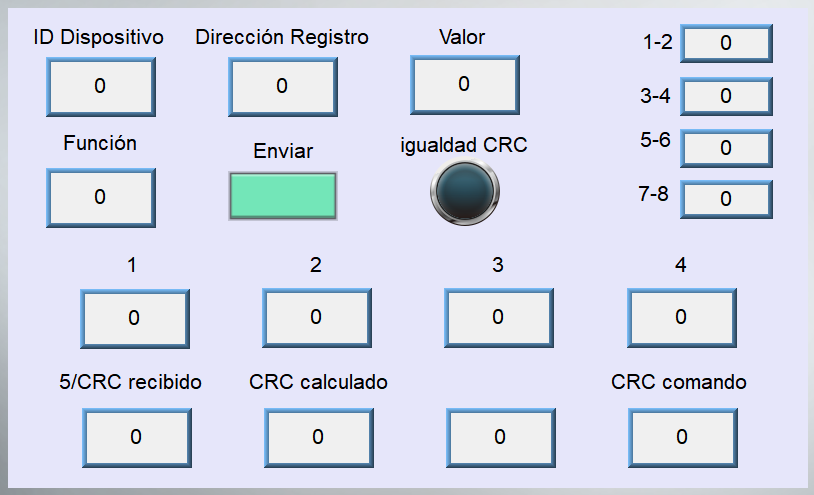 ID Dispositivo Dirección Registro Valor 1-2 0
0 0 0
3-4 0
Función Enviar igualdad CRC 5-6 0
0 7-8 0
1 2 3 4
0 0 0 0
5/CRC recibido CRC calculado CRC comando
0 0 0 0